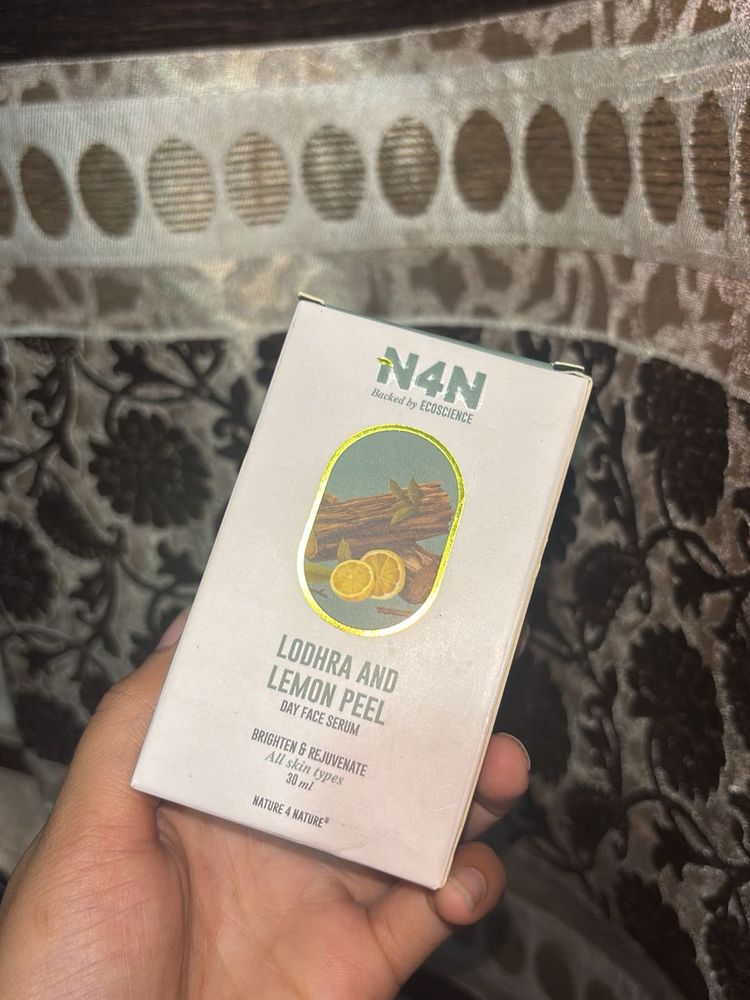 N4N
Backed by ECOSCIENCE
LODHRA AND
LEMON PEEL
DAY FACE SERUM
BRIGHTEN & REJUVENATE
All skin types
30 ml
NATURE 4 NATURE®